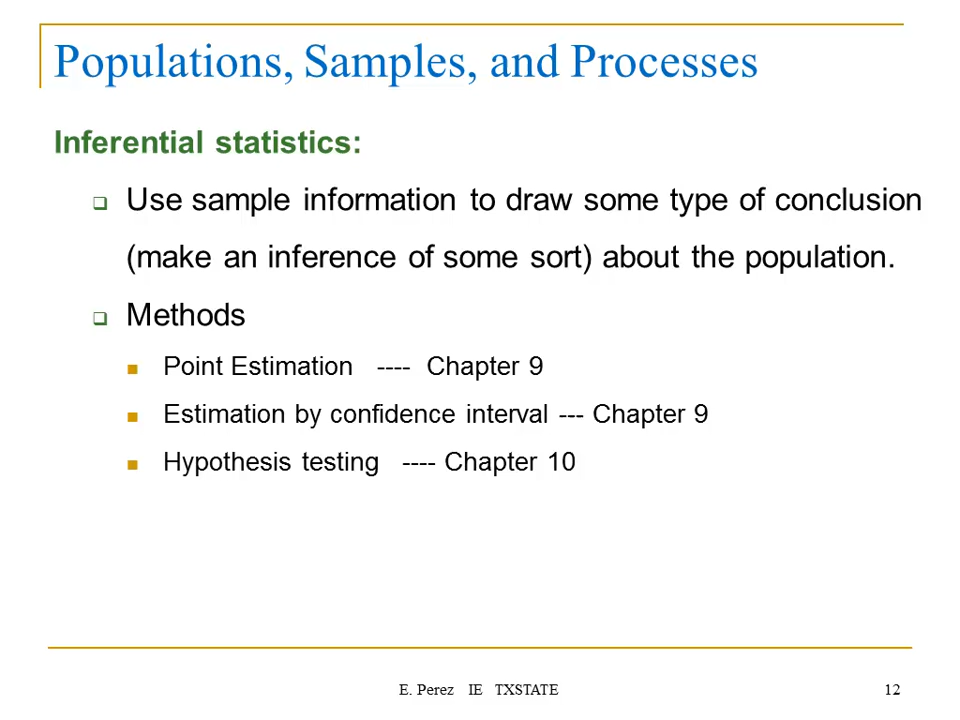 Populations, Samples, and Processes
Inferential statistics:
Use sample information to draw some type of conclusion
(make an inference of some sort) about the population.
Methods
Point Estimation ---- Chapter 9
Estimation by confidence interval --- Chapter 9
Hypothesis testing ---- Chapter 10
E. Perez IE TXSTATE
12